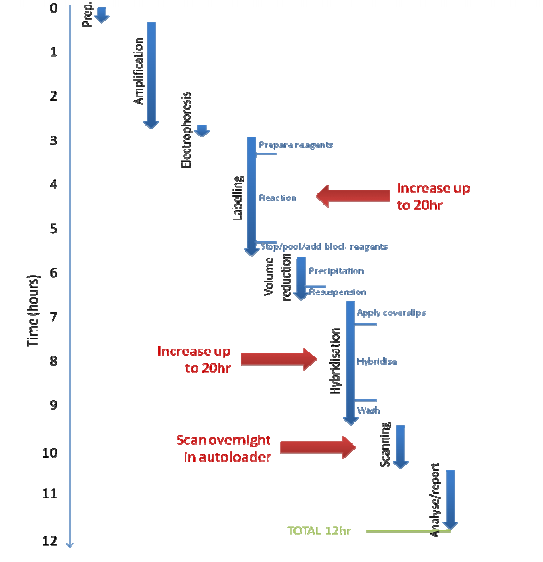 0
Prep.
1
Amplification
2
Electrophoresis
3
Prepare reagents
4
Labelling
Reaction
Increase up
to 20hr
5
Stop/pool/add block. reagents
6
Volume
reduction
Precipitation
Resuspension
7
Apply coverslips
Time (hours)
8
Increase up
to 20hr
Hybridisation
Hybridise
9
Wash
10
Scan overnight
in autoloader
Scanning
11
Analyse/report
TOTAL 12hr
12